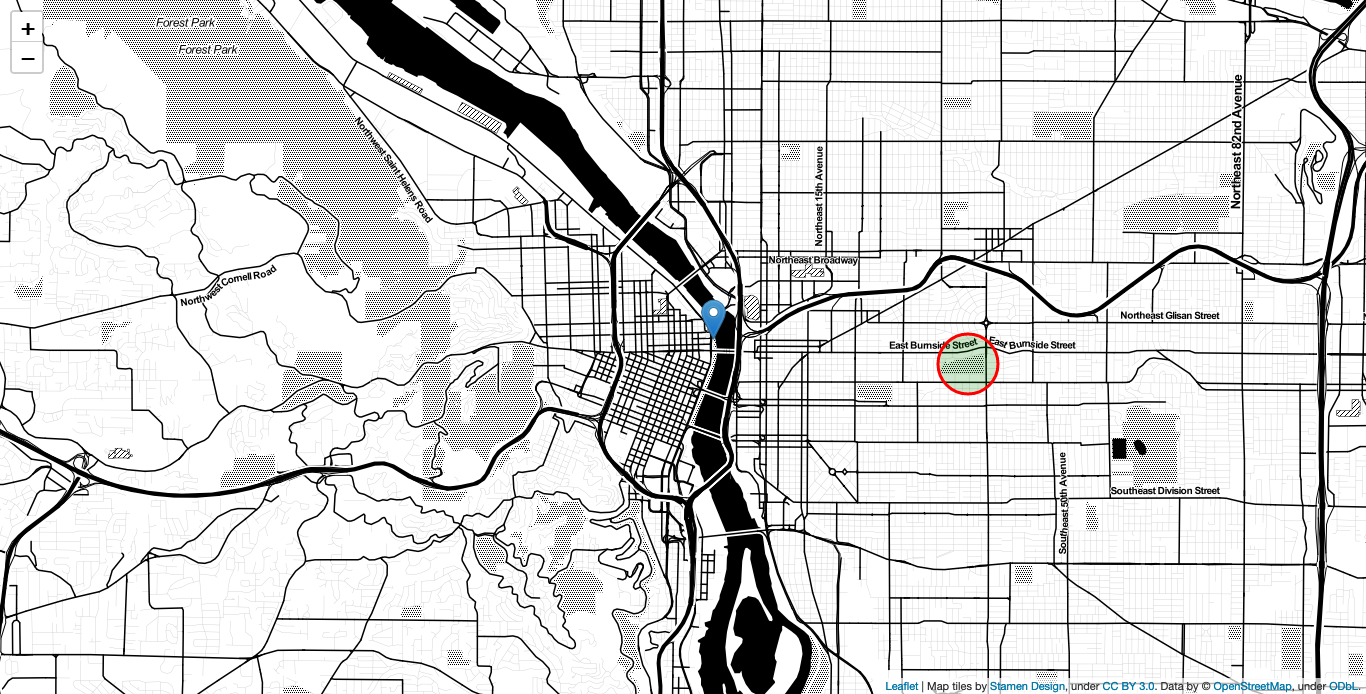 +
−
Forest Park
Forest Park
Northwest Saint Helens Road
Northwest Cornell Road
Northeast 15th Avenue
Northeast Broadway
Northeast 82nd Avenue
Northeast Glisan Street
East Burnside Street
East Burnside Street
Southeast 50th Avenue
Southeast Division Street
Leaflet | Map tiles by Stamen Design, under CC BY 3.0. Data by © OpenStreetMap, under ODbL.